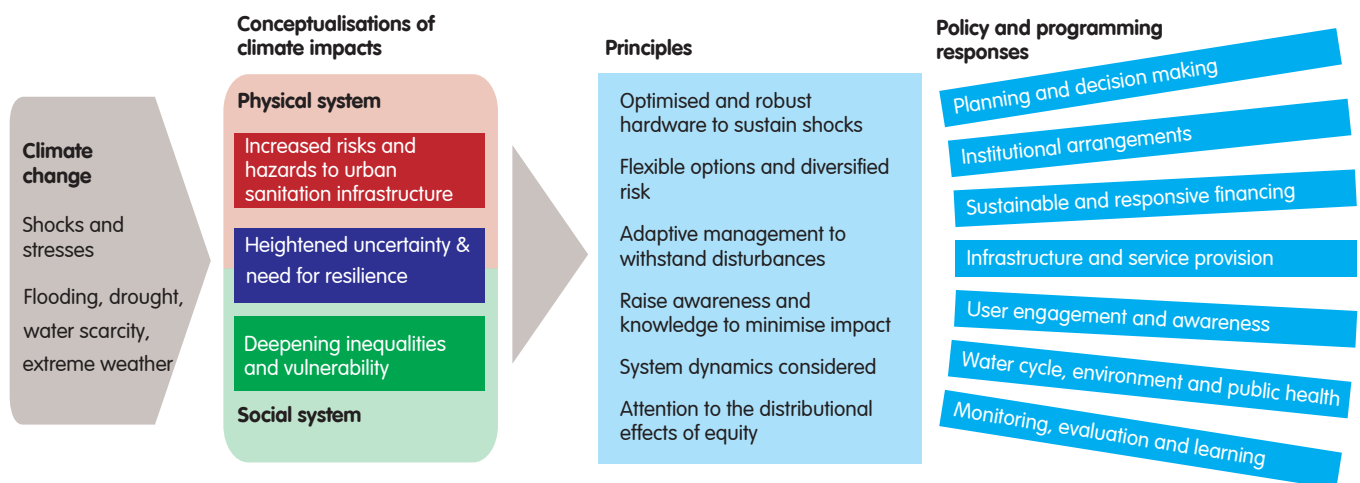 Climate
change
Shocks and
stresses
Flooding, drought,
water scarcity,
extreme weather
Conceptualisations of
climate impacts
Physical system
Increased risks and
hazards to urban
sanitation infrastructure
Heightened uncertainty &
need for resilience
Deepening inequalities
and vulnerability
Social system
Principles
Optimised and robust
hardware to sustain shocks
Flexible options and diversified
risk
Adaptive management to
withstand disturbances
Raise awareness and
knowledge to minimise impact
System dynamics considered
Attention to the distributional
effects of equity
Policy and programming
responses
Planning and decision making
Institutional arrangements
Sustainable and responsive financing
Infrastructure and service provision
User engagement and awareness
Water cycle, environment and public health
Monitoring, evaluation and learning